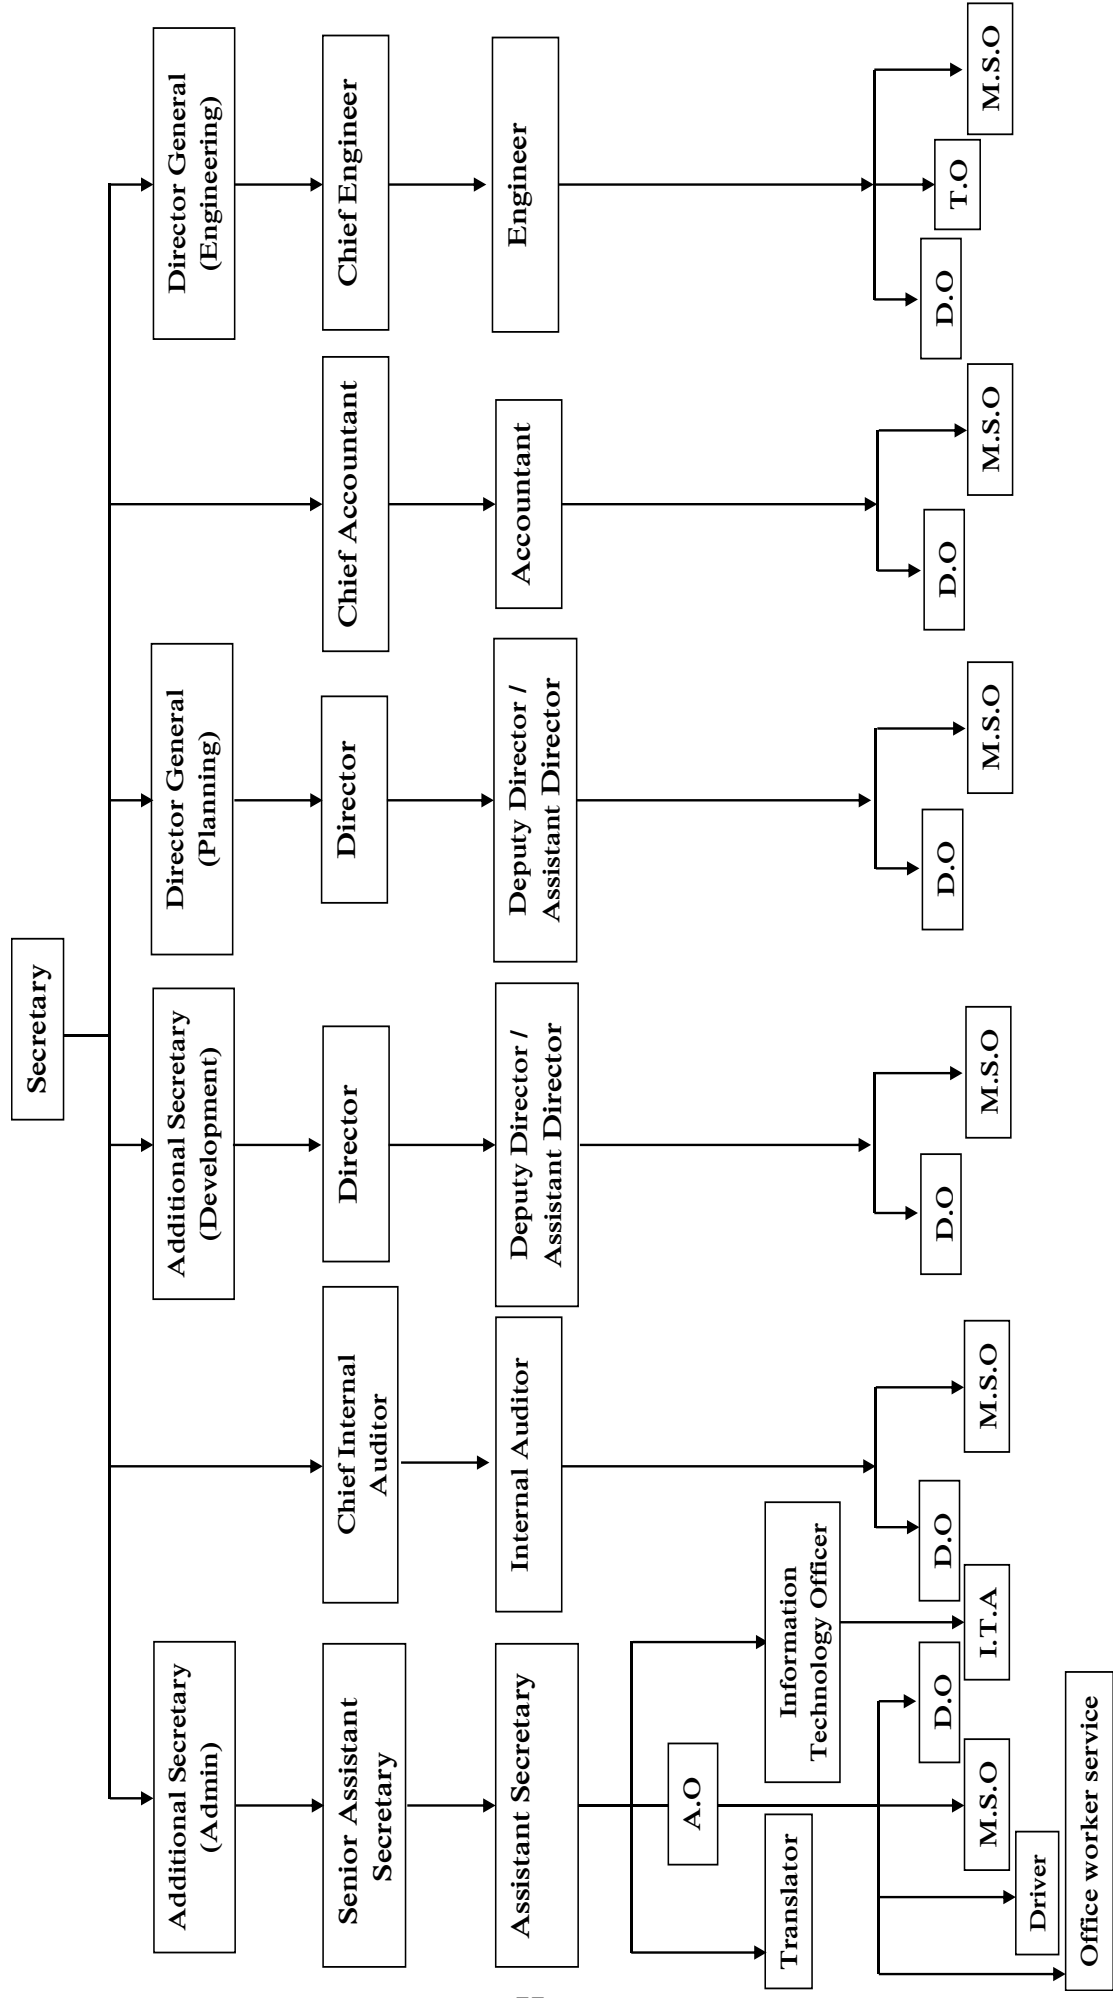 Secretary
Additional Secretary
(Admin)
Additional Secretary
(Development)
Director General
(Planning)
Director General
(Engineering)
Senior Assistant
Secretary
Chief Internal
Auditor
Director
Director
Chief Accountant
Chief Engineer
Assistant Secretary
Internal Auditor
Deputy Director /
Assistant Director
Deputy Director /
Assistant Director
Accountant
Engineer
A.O
Translator
Information
Technology Officer
D.O
D.O
D.O
D.O
D.O
D.O
T.O
M.S.O
I.T.A
M.S.O
M.S.O
M.S.O
M.S.O
M.S.O
Driver
Office worker service